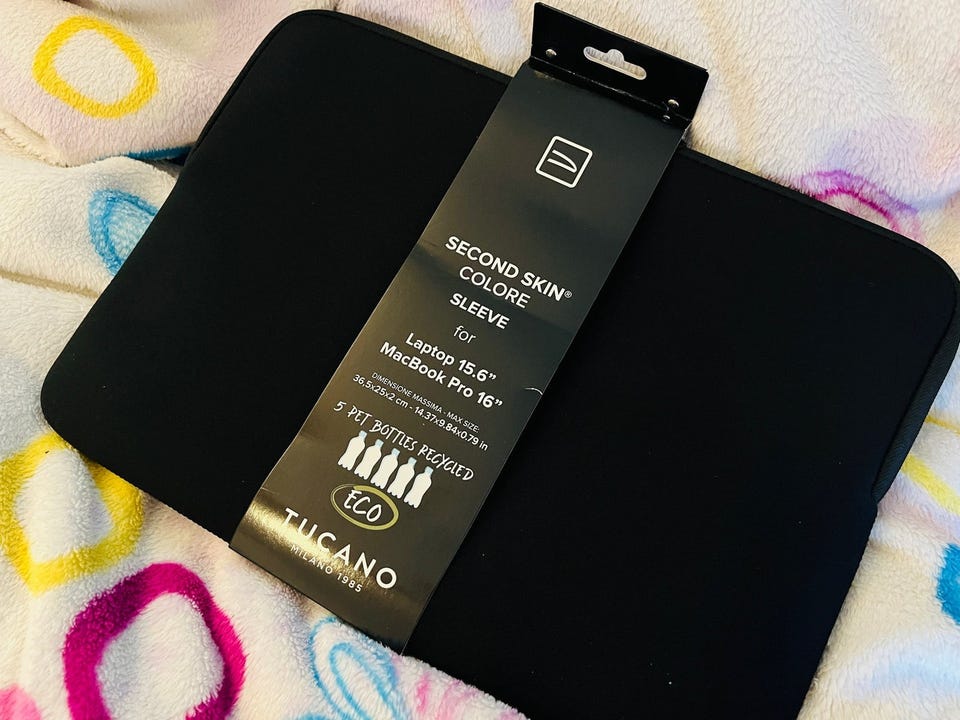 SECOND SKIN®
COLORE
SLEEVE
for
Laptop 15.6”
MacBook Pro 16”
DIMENSIONE MASSIMA - MAX SIZE:
36,5x25x2 cm - 14.37x9.84x0.79 in
5 PET BOTTLES RECYCLED
ECO
TUCANO
MILANO 1985